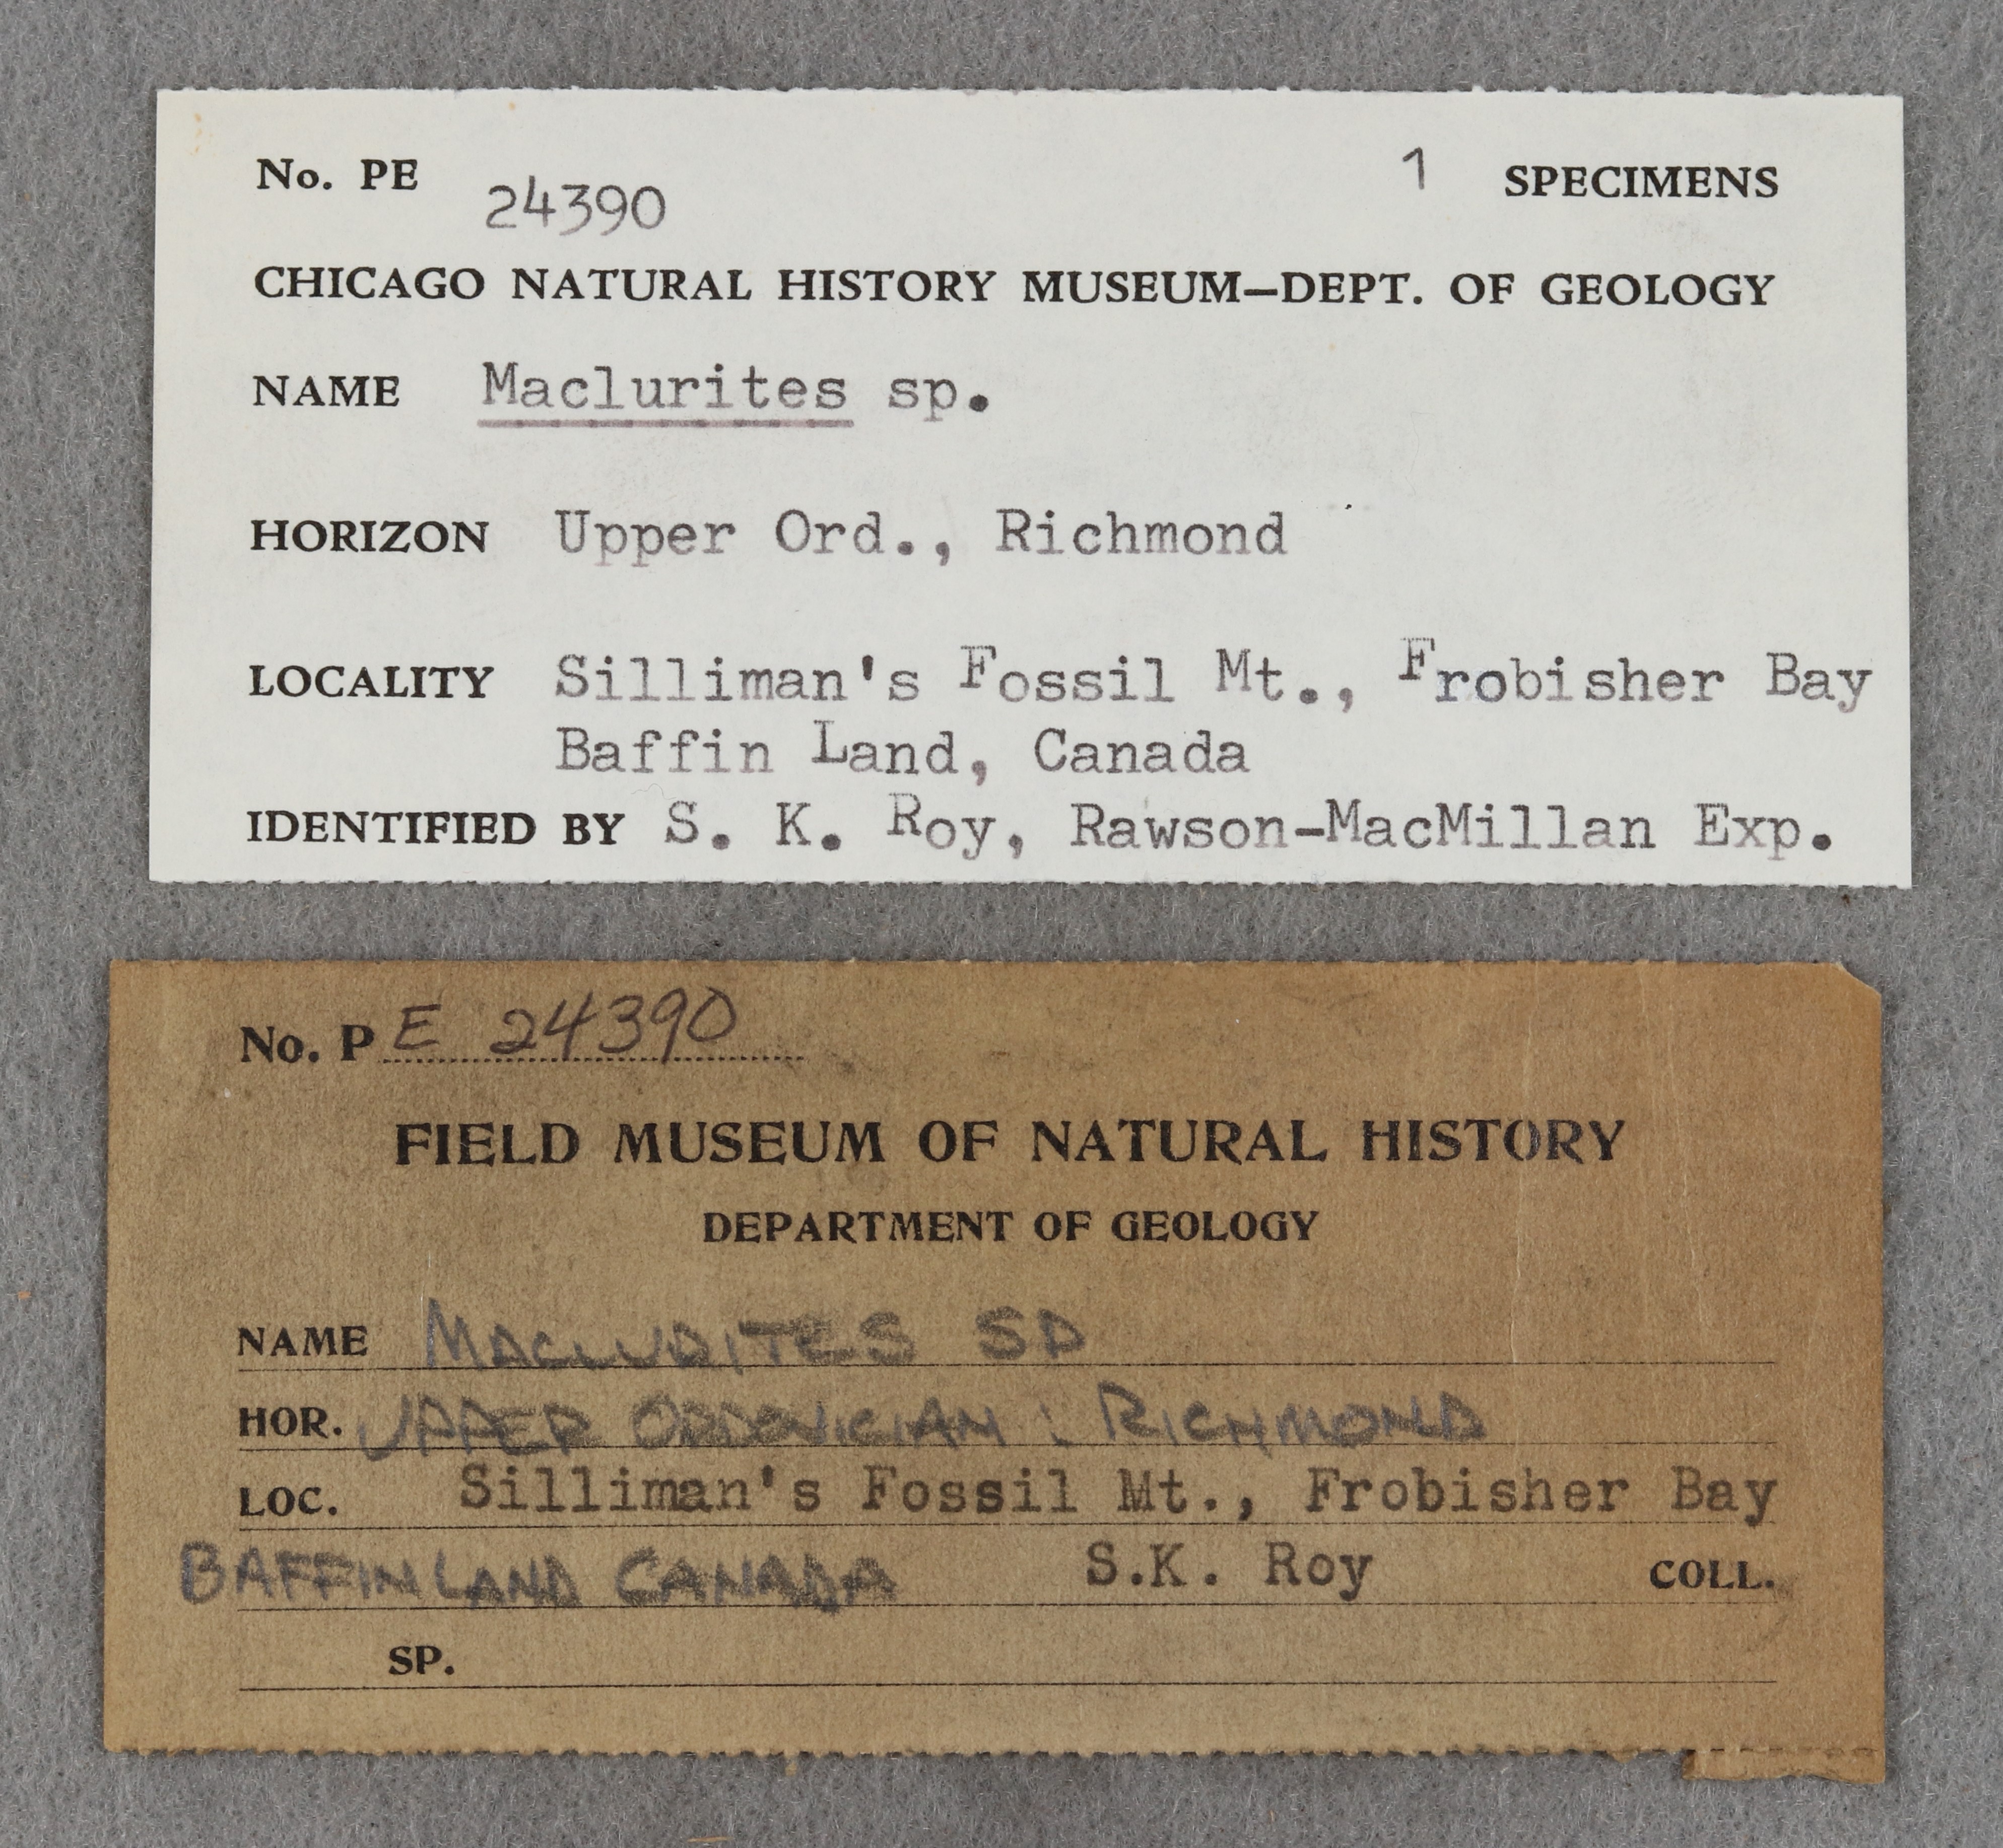 No. PE 24390 1 SPECIMENS
CHICAGO NATURAL HISTORY MUSEUM—DEPT. OF GEOLOGY
NAME Maclurites sp.
HORIZON Upper Ord., Richmond
LOCALITY Silliman's Fossil Mt., Frobisher Bay
Baffin Land, Canada
IDENTIFIED BY S. K. Roy, Rawson-MacMillan Exp.
No. P E 24390
FIELD MUSEUM OF NATURAL HISTORY
DEPARTMENT OF GEOLOGY
NAME MACLURITES SP
HOR. UPPER ORDOVICIAN : RICHMOND
LOC. Silliman's Fossil Mt., Frobisher Bay
BAFFIN LAND CANADA S.K. Roy COLL.
SP.